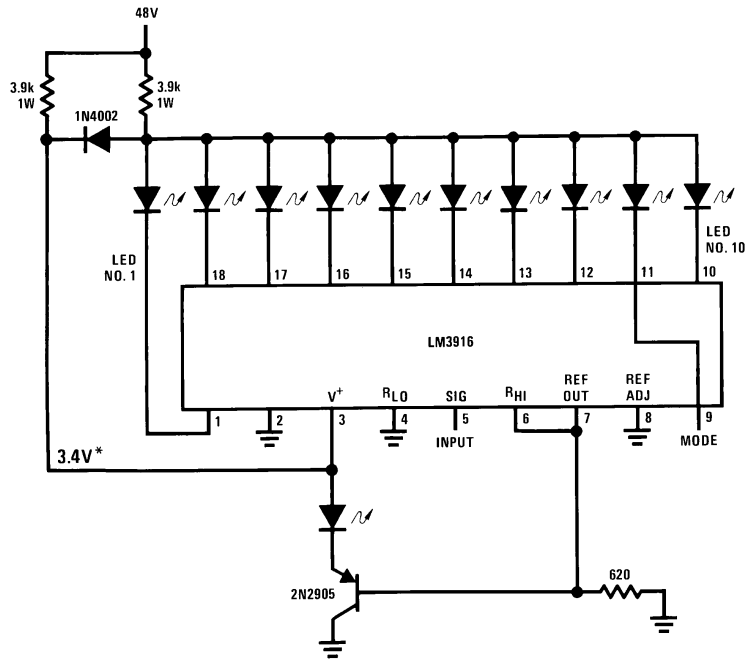 48V
3.9k
1W
3.9k
1W
1N4002
LED
NO. 1
LED
NO. 10
18 17 16 15 14 13 12 11 10
LM3916
V+ RLO SIG RHI REF OUT REF ADJ
1 2 3 4 5 6 7 8 9
INPUT
MODE
3.4V*
2N2905
620